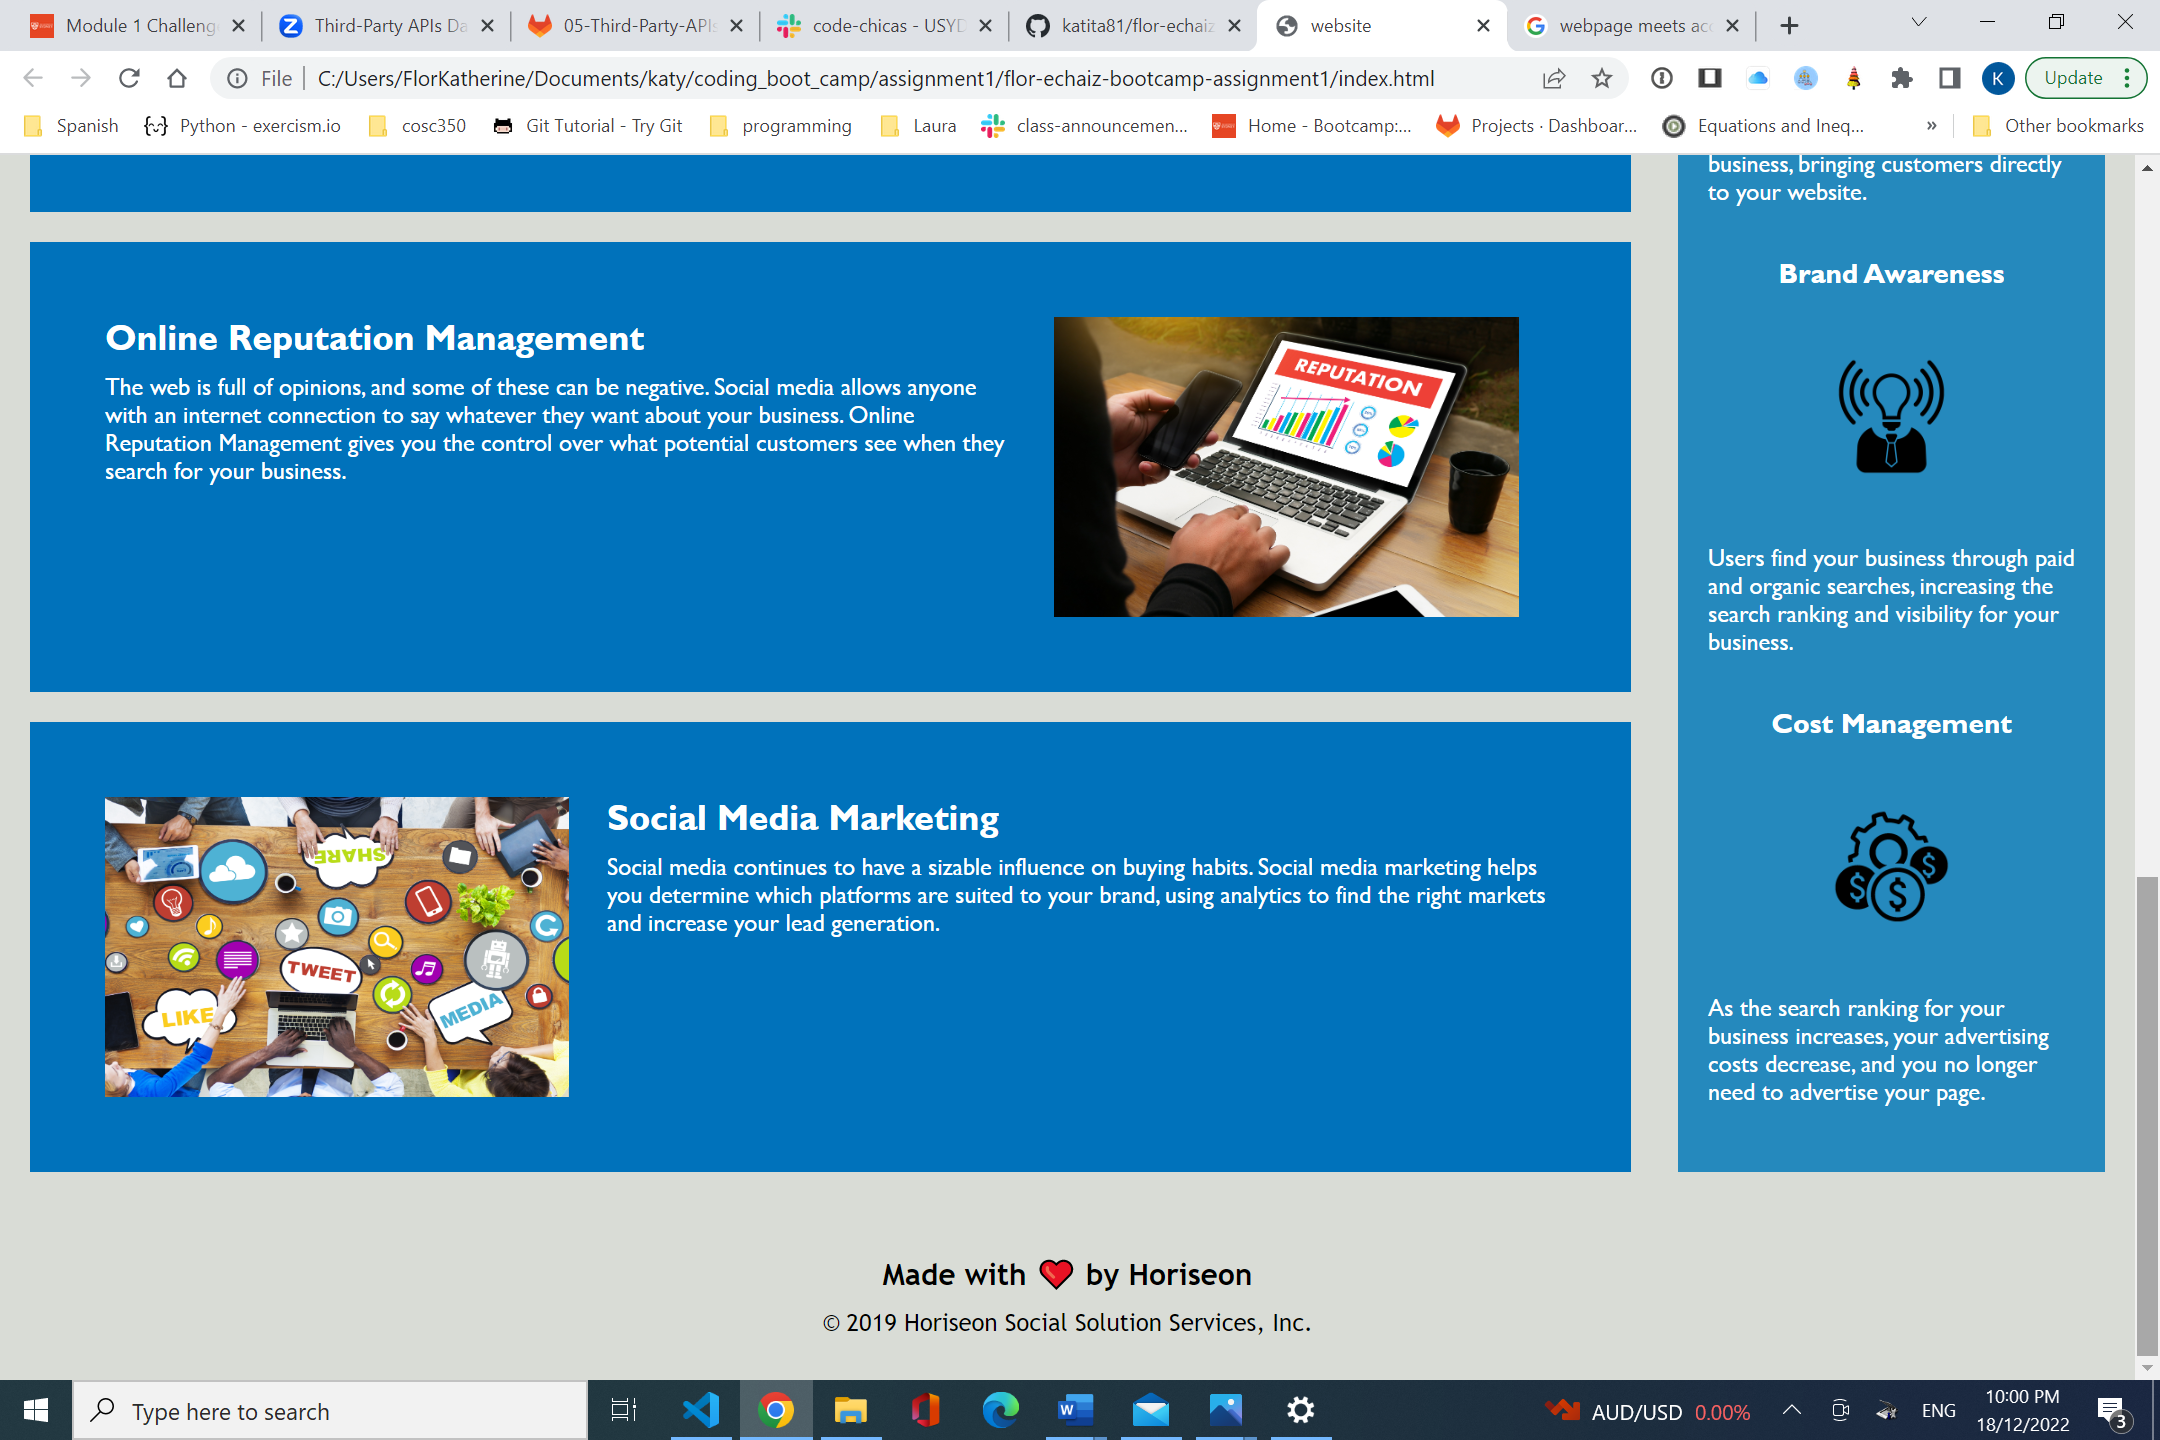 Module 1 Challeng
Third-Party APIs Da
05-Third-Party-APIs
code-chicas - USYD
katita81/flor-echaiz
website
webpage meets acc
File
C:/Users/FlorKatherine/Documents/katy/coding_boot_camp/assignment1/flor-echaiz-bootcamp-assignment1/index.html
K
Update
Spanish
Python - exercism.io
cosc350
Git Tutorial - Try Git
programming
Laura
class-announcemen...
Home - Bootcamp:...
Projects · Dashboar...
Equations and Ineq...
»
Other bookmarks
business, bringing customers directly
to your website.
Online Reputation Management
The web is full of opinions, and some of these can be negative. Social media allows anyone
with an internet connection to say whatever they want about your business. Online
Reputation Management gives you the control over what potential customers see when they
search for your business.
REPUTATION
Brand Awareness
Users find your business through paid
and organic searches, increasing the
search ranking and visibility for your
business.
SHARE
TWEET
LIKE
MEDIA
Social Media Marketing
Social media continues to have a sizable influence on buying habits. Social media marketing helps
you determine which platforms are suited to your brand, using analytics to find the right markets
and increase your lead generation.
Cost Management
$ $ $
As the search ranking for your
business increases, your advertising
costs decrease, and you no longer
need to advertise your page.
Made with ❤️ by Horiseon
© 2019 Horiseon Social Solution Services, Inc.
Type here to search
AUD/USD 0.00%
ENG
10:00 PM
18/12/2022
3